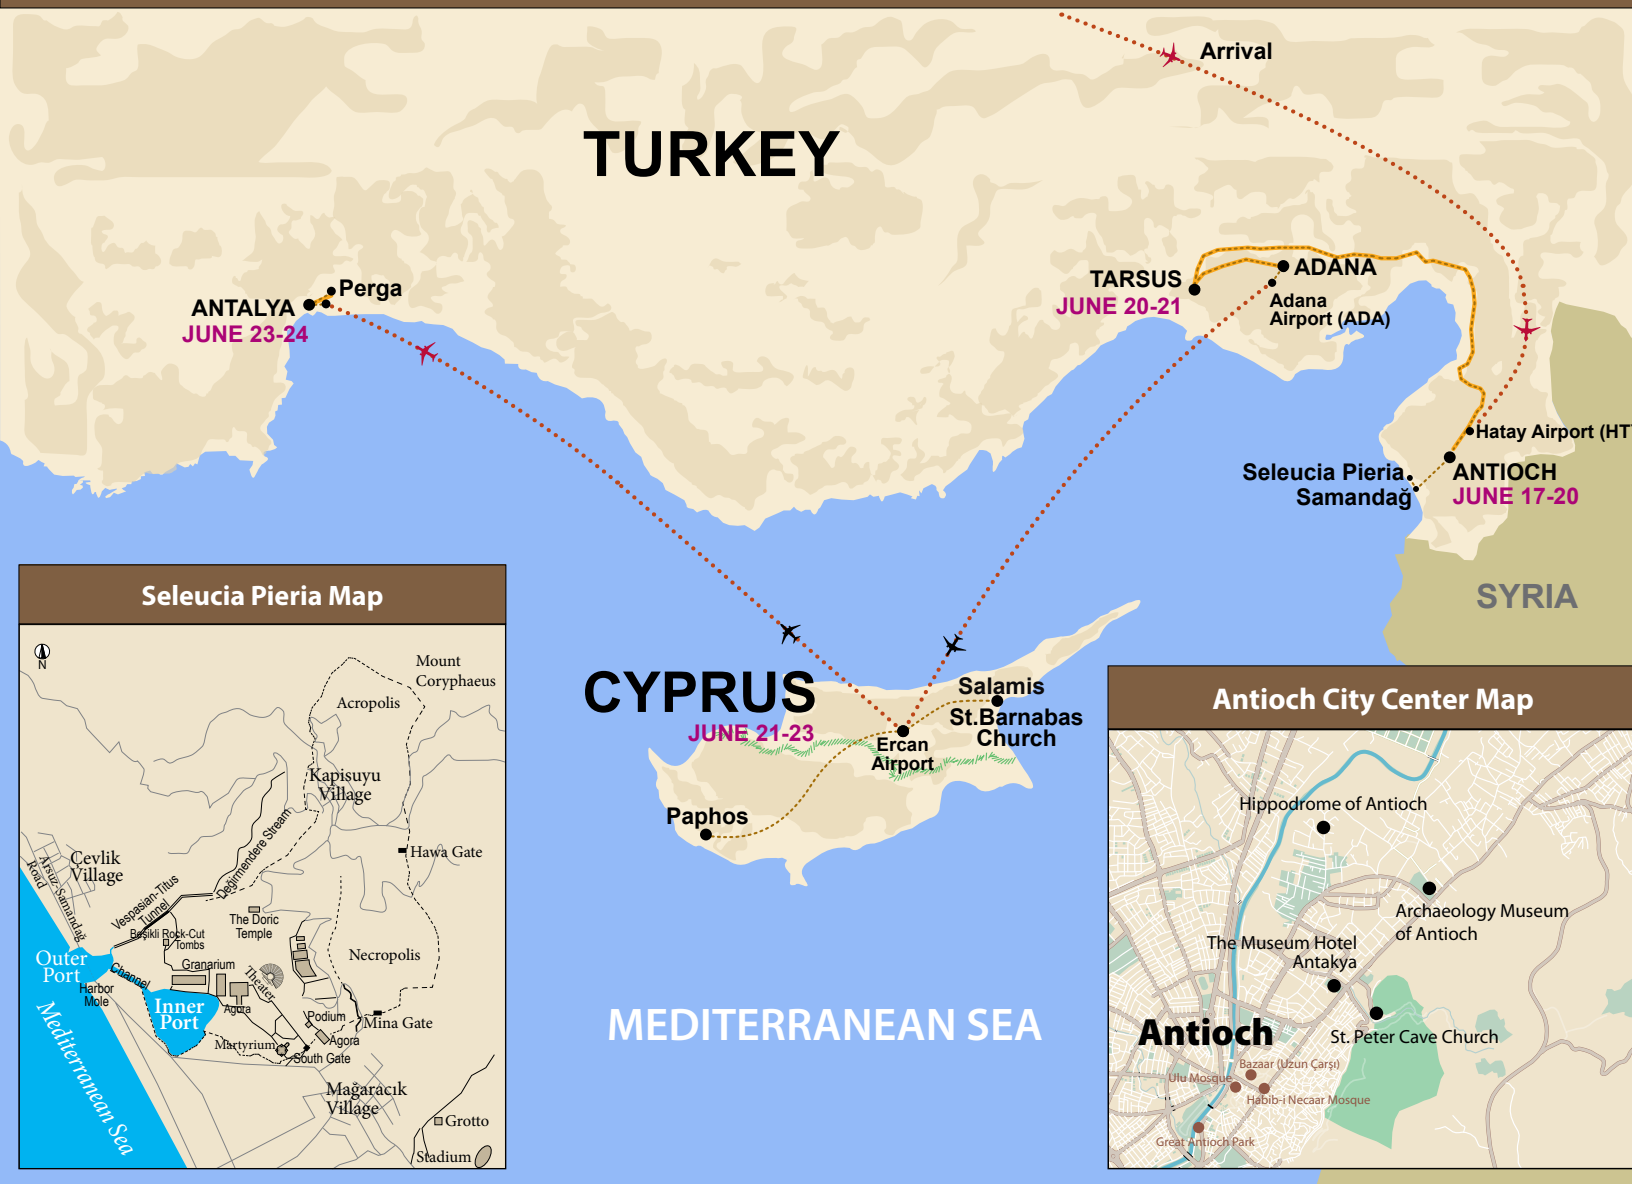 Arrival
TURKEY
Perga
ANTALYA
JUNE 23-24
TARSUS
JUNE 20-21
ADANA
Adana
Airport (ADA)
Hatay Airport (HT
Seleucia Pieria
Samandağ
ANTIOCH
JUNE 17-20
SYRIA
CYPRUS
JUNE 21-23
Salamis
St.Barnabas
Church
Ercan
Airport
Paphos
MEDITERRANEAN SEA
Seleucia Pieria Map
N
Mount
Coryphaeus
Acropolis
Kapisuyu
Village
Değirmendere Stream
Hawa Gate
Çevlik
Village
Arsuz-Samandağ
Road
Vespasian-Titus
Tunnel
Beşikli Rock-Cut
Tombs
The Doric
Temple
Necropolis
Outer
Port
Channel
Granarium
Theater
Harbor
Mole
Inner
Port
Agora
Podium
Mina Gate
Agora
Martyrium
South Gate
Mediterranean Sea
Mağaracık
Village
Grotto
Stadium
Antioch City Center Map
Hippodrome of Antioch
Archaeology Museum
of Antioch
The Museum Hotel
Antakya
Antioch
St. Peter Cave Church
Bazaar (Uzun Çarşı)
Ulu Mosque
Habib-i Necaar Mosque
Great Antioch Park